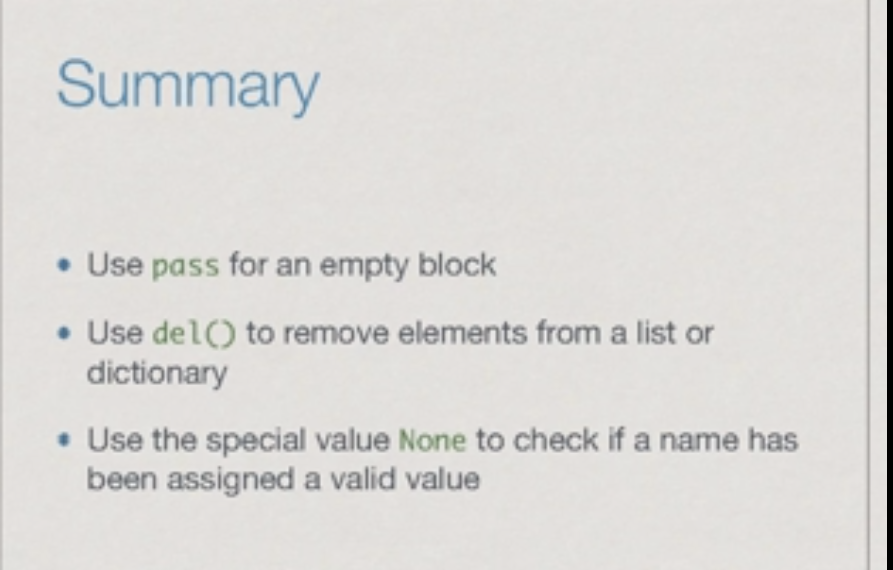 Summary
• Use pass for an empty block
• Use del() to remove elements from a list or
dictionary
• Use the special value None to check if a name has
been assigned a valid value